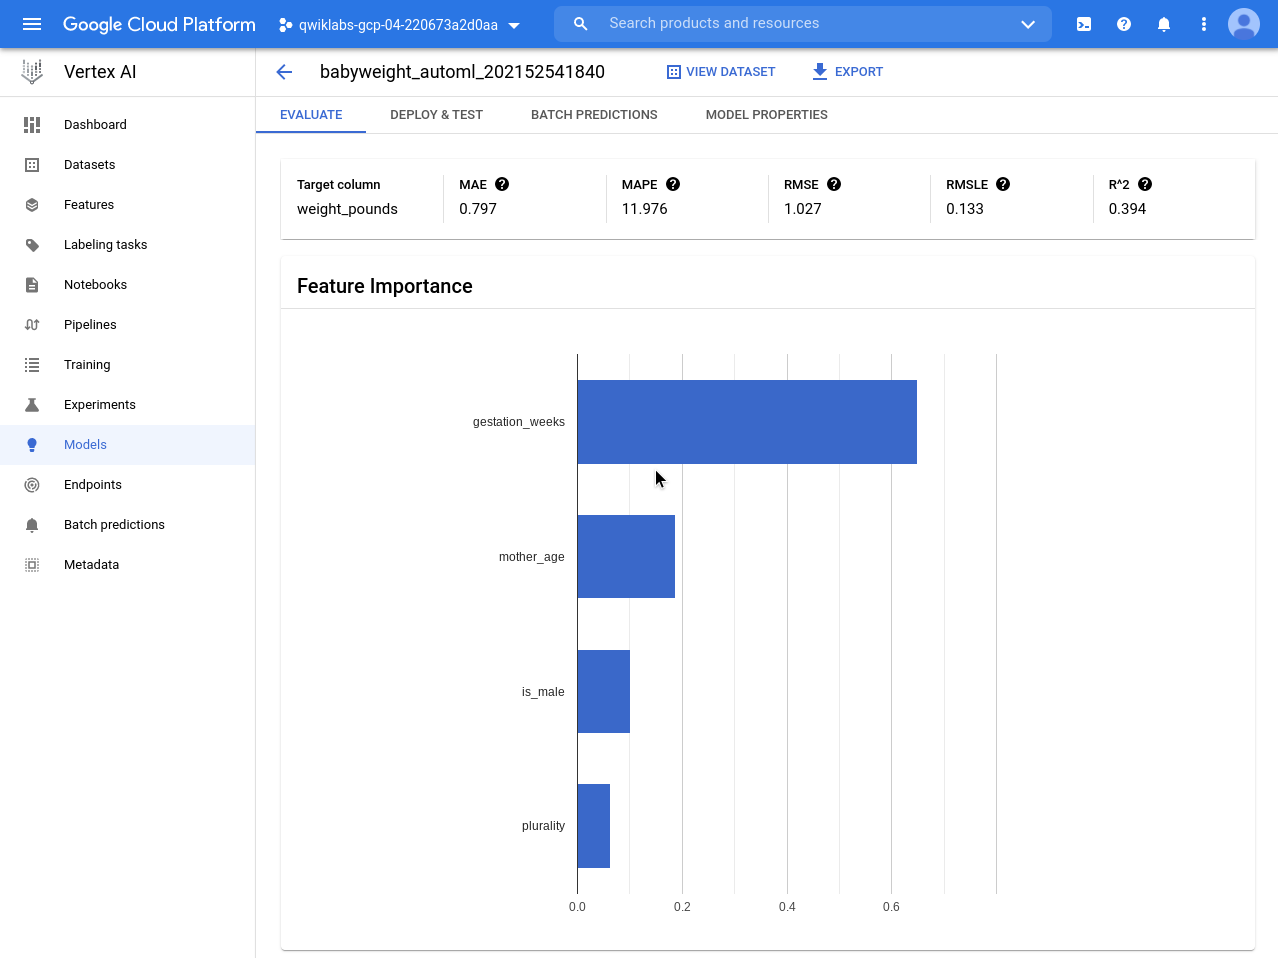 Google Cloud Platform
qwiklabs-gcp-04-220673a2d0aa
Search products and resources
Vertex AI
babyweight_automl_202152541840
VIEW DATASET
EXPORT
EVALUATE
DEPLOY & TEST
BATCH PREDICTIONS
MODEL PROPERTIES
Dashboard
Datasets
Features
Labeling tasks
Notebooks
Pipelines
Training
Experiments
Models
Endpoints
Batch predictions
Metadata
Target column
weight_pounds
MAE
0.797
MAPE
11.976
RMSE
1.027
RMSLE
0.133
R^2
0.394
Feature Importance
gestation_weeks
mother_age
is_male
plurality
0.0 0.2 0.4 0.6